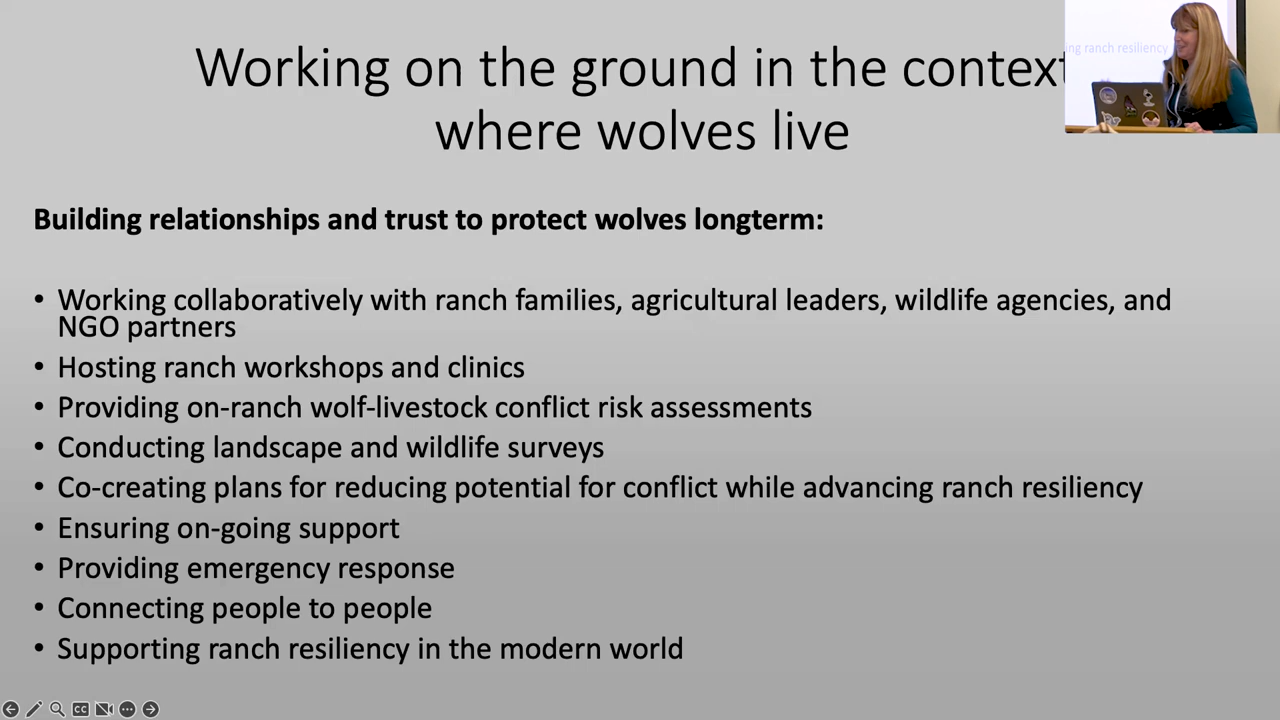 Working on the ground in the context
where wolves live
ing ranch resiliency
Building relationships and trust to protect wolves longterm:
• Working collaboratively with ranch families, agricultural leaders, wildlife agencies, and
NGO partners
• Hosting ranch workshops and clinics
• Providing on-ranch wolf-livestock conflict risk assessments
• Conducting landscape and wildlife surveys
• Co-creating plans for reducing potential for conflict while advancing ranch resiliency
• Ensuring on-going support
• Providing emergency response
• Connecting people to people
• Supporting ranch resiliency in the modern world
CC